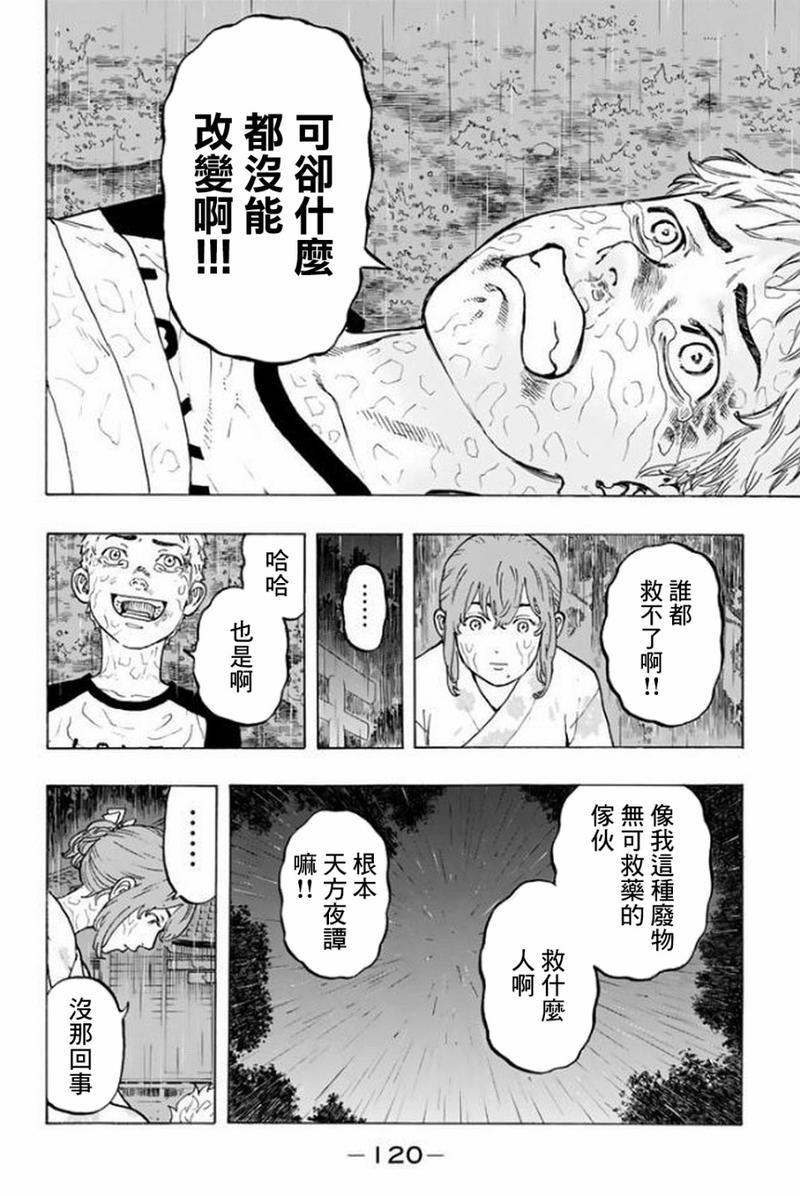 可卻什麼
都沒能
改變啊!!!
誰都
救不了啊!!
……
哈哈
也是啊
像我這種廢物
無可救藥的
傢伙
救什麼
人啊
根本
天方夜譚
嘛!!
……
沒那回事
—120—